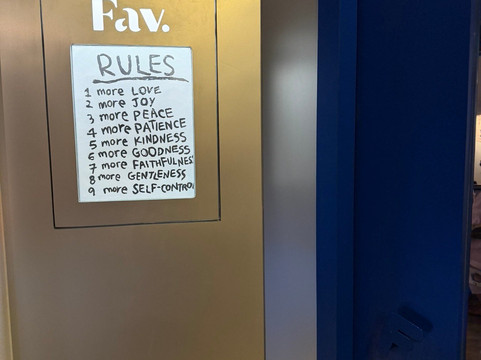 Fav.
RULES
1 more LOVE
2 more JOY
3 more PEACE
4 more PATIENCE
5 more KINDNESS
6 more GOODNESS
7 more FAITHFULNES
8 more GENTLENESS
9 more SELF-CONTROL